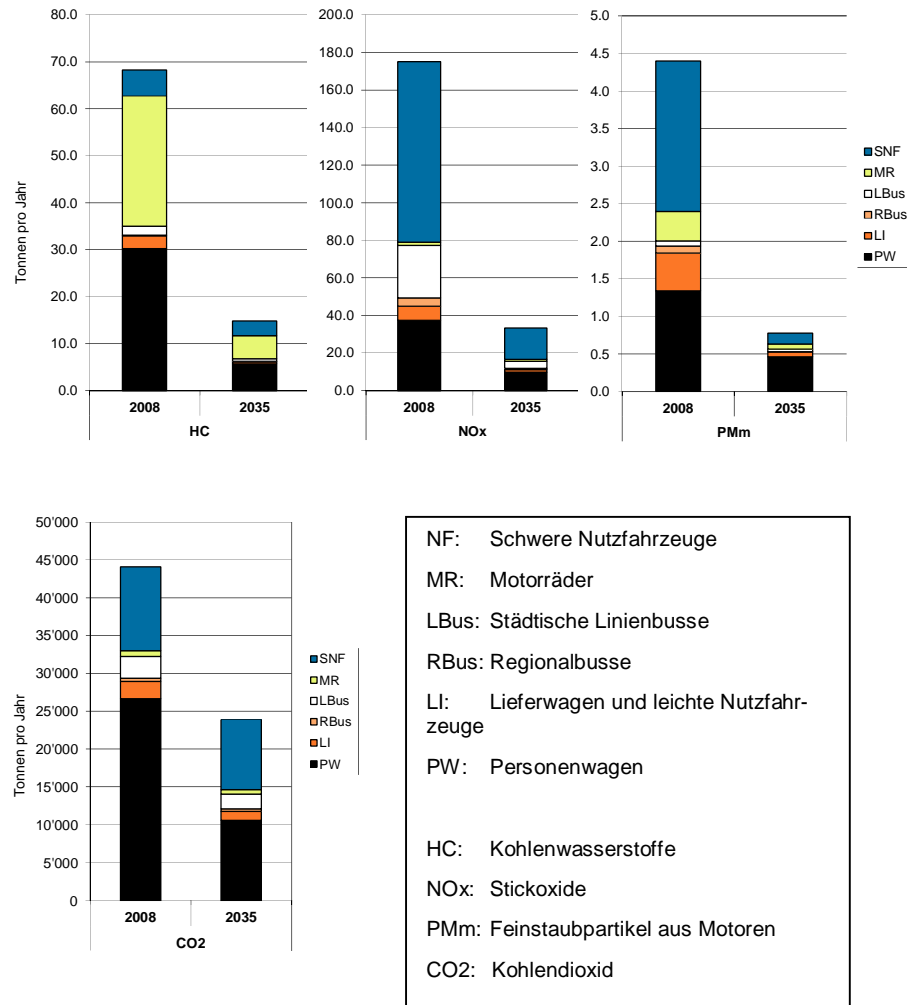 80.0
70.0
60.0
50.0
40.0
30.0
20.0
10.0
0.0
Tonnen pro Jahr
2008 2035
HC
200.0
180.0
160.0
140.0
120.0
100.0
80.0
60.0
40.0
20.0
0.0
2008 2035
NOx
5.0
4.5
4.0
3.5
3.0
2.5
2.0
1.5
1.0
0.5
0.0
2008 2035
PMm
SNF
MR
LBus
RBus
LI
PW
50'000
45'000
40'000
35'000
30'000
25'000
20'000
15'000
10'000
5'000
0
Tonnen pro Jahr
2008 2035
CO2
SNF
MR
LBus
RBus
LI
PW
NF: Schwere Nutzfahrzeuge
MR: Motorräder
LBus: Städtische Linienbusse
RBus: Regionalbusse
LI: Lieferwagen und leichte Nutzfahr-
zeuge
PW: Personenwagen
HC: Kohlenwasserstoffe
NOx: Stickoxide
PMm: Feinstaubpartikel aus Motoren
CO2: Kohlendioxid